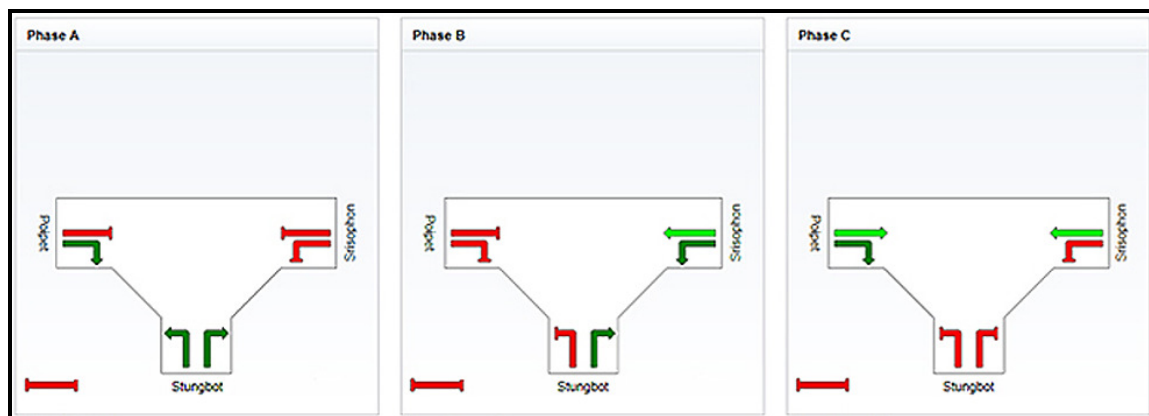 Phase A
Phase B
Phase C
Poipet
Srisophon
Poipet
Srisophon
Poipet
Srisophon
Stungbot
Stungbot
Stungbot